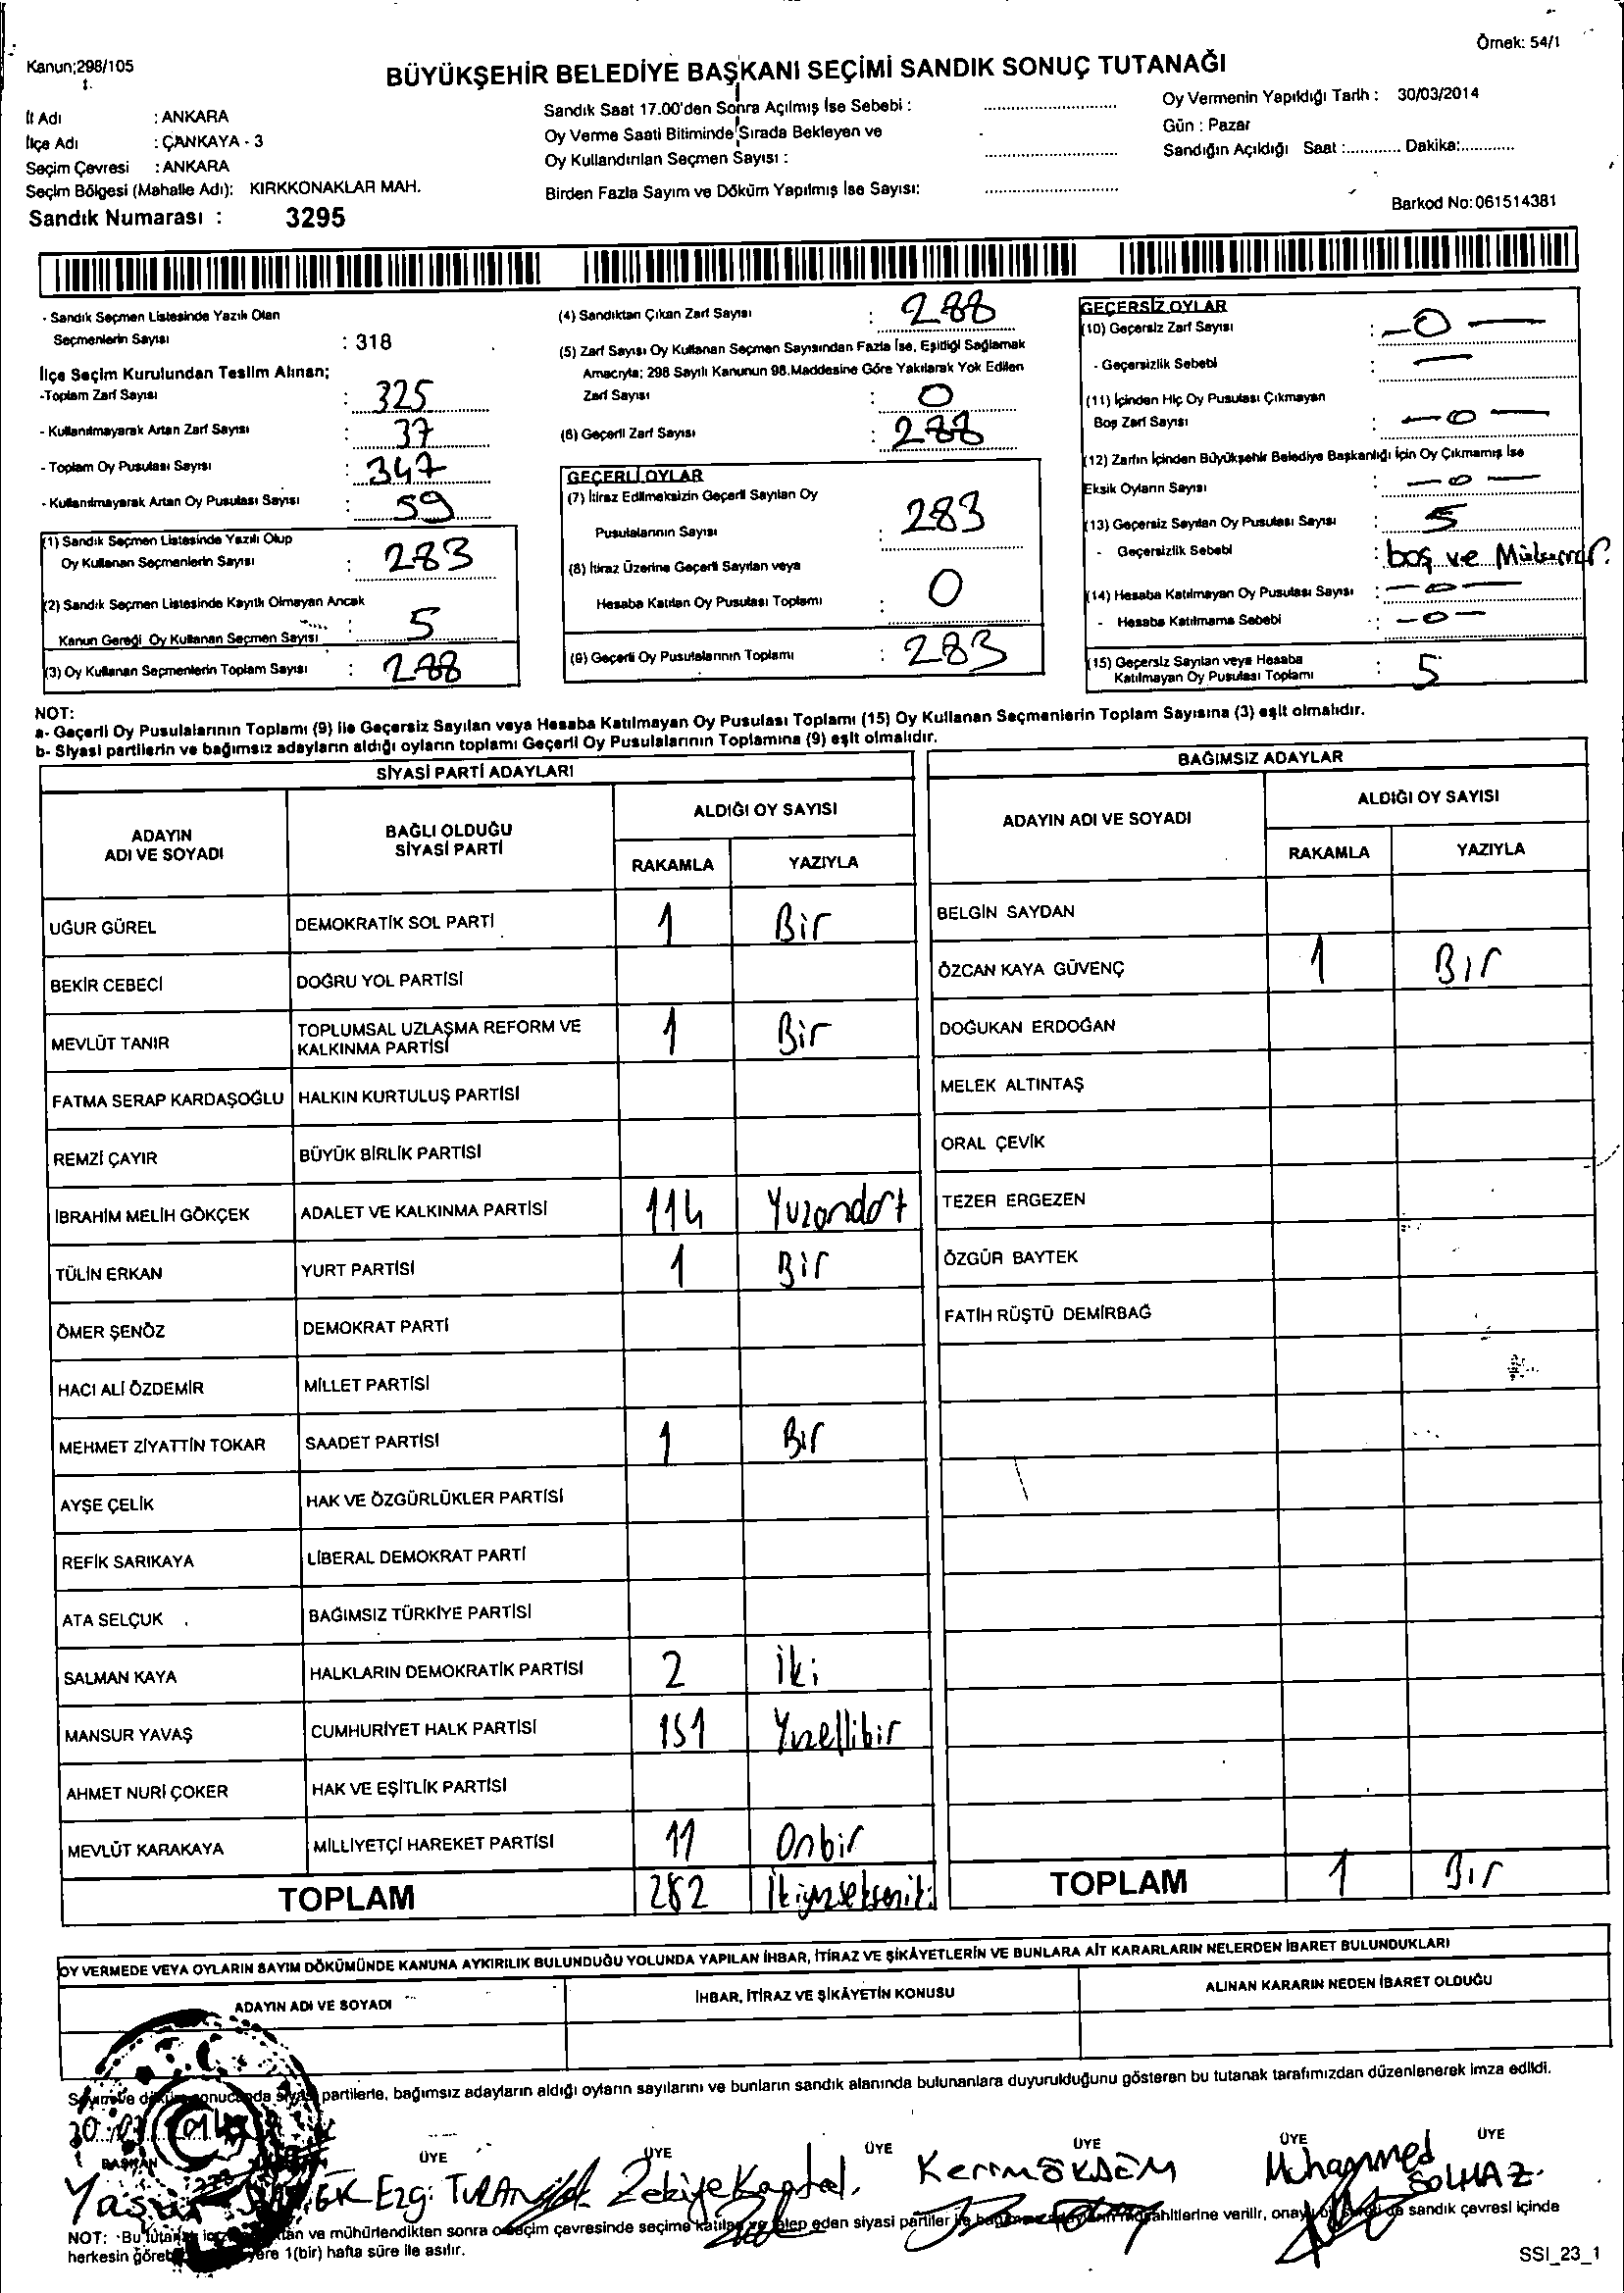 Örnek: 54/1
Kanun;298/105
BÜYÜKŞEHİR BELEDİYE BAŞKANI SEÇİMİ SANDIK SONUÇ TUTANAĞI
İl Adı : ANKARA
İlçe Adı : ÇANKAYA - 3
Seçim Çevresi : ANKARA
Seçim Bölgesi (Mahalle Adı): KIRKKONAKLAR MAH.
Sandık Numarası : 3295
Sandık Saat 17.00'den Sonra Açılmış İse Sebebi :
Oy Verme Saati Bitiminde Sırada Bekleyen ve
Oy Kullandırılan Seçmen Sayısı :
Birden Fazla Sayım ve Döküm Yapılmış İse Sayısı:
Oy Vermenin Yapıldığı Tarih : 30/03/2014
Gün : Pazar
Sandığın Açıldığı Saat :............ Dakika:............
Barkod No:061514381
- Sandık Seçmen Listesinde Yazılı Olan
Seçmenlerin Sayısı : 318
İlçe Seçim Kurulundan Teslim Alınan;
-Toplam Zarf Sayısı : 325
- Kullanılmayarak Artan Zarf Sayısı : 37
- Toplam Oy Pusulası Sayısı : 347
- Kullanılmayarak Artan Oy Pusulası Sayısı : 59
(1) Sandık Seçmen Listesinde Yazılı Olup
Oy Kullanan Seçmenlerin Sayısı : 283
(2) Sandık Seçmen Listesinde Kayıtlı Olmayan Ancak
Kanun Gereği Oy Kullanan Seçmen Sayısı : 5
(3) Oy Kullanan Seçmenlerin Toplam Sayısı : 288
(4) Sandıktan Çıkan Zarf Sayısı : 288
(5) Zarf Sayısı Oy Kullanan Seçmen Sayısından Fazla İse, Eşitliği Sağlamak
Amacıyla; 298 Sayılı Kanunun 98.Maddesine Göre Yakılarak Yok Edilen
Zarf Sayısı : 0
(6) Geçerli Zarf Sayısı : 288
GEÇERLİ OYLAR
(7) İtiraz Edilmeksizin Geçerli Sayılan Oy
Pusulalarının Sayısı : 283
(8) İtiraz Üzerine Geçerli Sayılan veya
Hesaba Katılan Oy Pusulası Toplamı : 0
(9) Geçerli Oy Pusulalarının Toplamı : 283
GEÇERSİZ OYLAR
(10) Geçersiz Zarf Sayısı : -0-
- Geçersizlik Sebebi : -
(11) İçinden Hiç Oy Pusulası Çıkmayan
Boş Zarf Sayısı : -0-
(12) Zarfın İçinden Büyükşehir Belediye Başkanlığı İçin Oy Çıkmamış İse
Eksik Oyların Sayısı : -0-
(13) Geçersiz Sayılan Oy Pusulası Sayısı : 5
- Geçersizlik Sebebi : boş ve
(14) Hesaba Katılmayan Oy Pusulası Sayısı : -0-
- Hesaba Katılmama Sebebi : -0-
(15) Geçersiz Sayılan veya Hesaba
Katılmayan Oy Pusulası Toplamı : 5
NOT:
a- Geçerli Oy Pusulalarının Toplamı (9) ile Geçersiz Sayılan veya Hesaba Katılmayan Oy Pusulası Toplamı (15) Oy Kullanan Seçmenlerin Toplam Sayısına (3) eşit olmalıdır.
b- Siyasi partilerin ve bağımsız adayların aldığı oyların toplamı Geçerli Oy Pusulalarının Toplamına (9) eşit olmalıdır.
SİYASİ PARTİ ADAYLARI
ADAYIN
ADI VE SOYADI
BAĞLI OLDUĞU
SİYASİ PARTİ
ALDIĞI OY SAYISI
RAKAMLA YAZIYLA
UĞUR GÜREL DEMOKRATİK SOL PARTİ 1 Bir
BEKİR CEBECİ DOĞRU YOL PARTİSİ
MEVLÜT TANIR TOPLUMSAL UZLAŞMA REFORM VE KALKINMA PARTİSİ 1 Bir
FATMA SERAP KARDAŞOĞLU HALKIN KURTULUŞ PARTİSİ
REMZİ ÇAYIR BÜYÜK BİRLİK PARTİSİ
İBRAHİM MELİH GÖKÇEK ADALET VE KALKINMA PARTİSİ 114 Yuzondort
TÜLİN ERKAN YURT PARTİSİ 1 Bir
ÖMER ŞENÖZ DEMOKRAT PARTİ
HACI ALİ ÖZDEMİR MİLLET PARTİSİ
MEHMET ZİYATTİN TOKAR SAADET PARTİSİ 1 Bir
AYŞE ÇELİK HAK VE ÖZGÜRLÜKLER PARTİSİ
REFİK SARIKAYA LİBERAL DEMOKRAT PARTİ
ATA SELÇUK BAĞIMSIZ TÜRKİYE PARTİSİ
SALMAN KAYA HALKLARIN DEMOKRATİK PARTİSİ 2 İki
MANSUR YAVAŞ CUMHURİYET HALK PARTİSİ 151 Yuzellibir
AHMET NURİ ÇOKER HAK VE EŞİTLİK PARTİSİ
MEVLÜT KARAKAYA MİLLİYETÇİ HAREKET PARTİSİ 11 Onbir
TOPLAM 282 İkiyuzsekseniki
BAĞIMSIZ ADAYLAR
ADAYIN ADI VE SOYADI
ALDIĞI OY SAYISI
RAKAMLA YAZIYLA
BELGİN SAYDAN
ÖZCAN KAYA GÜVENÇ 1 Bir
DOĞUKAN ERDOĞAN
MELEK ALTINTAŞ
ORAL ÇEVİK
TEZER ERGEZEN
ÖZGÜR BAYTEK
FATİH RÜŞTÜ DEMİRBAĞ
TOPLAM 1 Bir
OY VERMEDE VEYA OYLARIN SAYIM DÖKÜMÜNDE KANUNA AYKIRILIK BULUNDUĞU YOLUNDA YAPILAN İHBAR, İTİRAZ VE ŞİKÂYETLERİN VE BUNLARA AİT KARARLARIN NELERDEN İBARET BULUNDUKLARI
ADAYIN ADI VE SOYADI İHBAR, İTİRAZ VE ŞİKÂYETİN KONUSU ALINAN KARARIN NEDEN İBARET OLDUĞU
partilerle, bağımsız adayların aldığı oyların sayılarını ve bunların sandık alanında bulunanlara duyurulduğunu gösteren bu tutanak tarafımızdan düzenlenerek imza edildi.
BAŞKAN ÜYE ÜYE ÜYE ÜYE ÜYE ÜYE
Ezgi TURAN Zekiye Kaptal Kerim ÖKDEM Muhammed SOLMAZ
NOT: Bu tutanak ve mühürlendikten sonra o seçim çevresinde seçime katılan ve talep eden siyasi partiler ile müşahitlerine verilir, sandık çevresi içinde
herkesin 1(bir) hafta süre ile asılır.
SSI_23_1